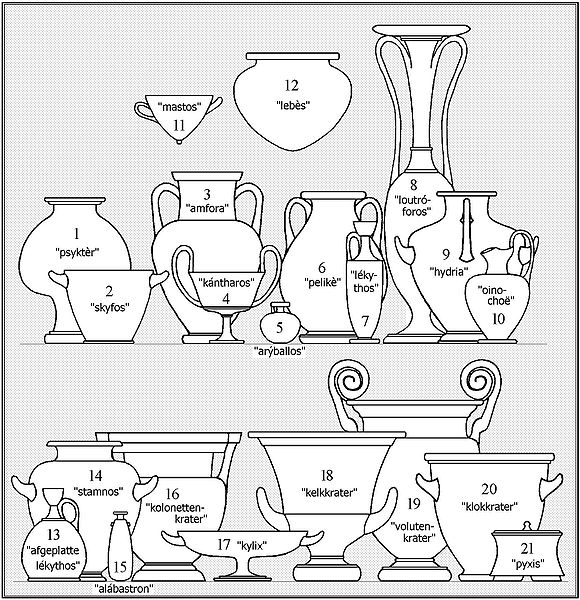 "mastos"
11
12
"lebès"
1
"psyktèr"
2
"skyfos"
3
"amfora"
"kántharos"
4
5
"arýballos"
6
"pelikè"
"léky-
thos"
7
8
"loutró-
foros"
9
"hydria"
"oino-
choë"
10
13
"afgeplatte
lékythos"
14
"stamnos"
15
"alábastron"
16
"kolonetten-
krater"
17 "kylix"
18
"kelkkrater"
19
"voluten-
krater"
20
"klokkrater"
21
"pyxis"